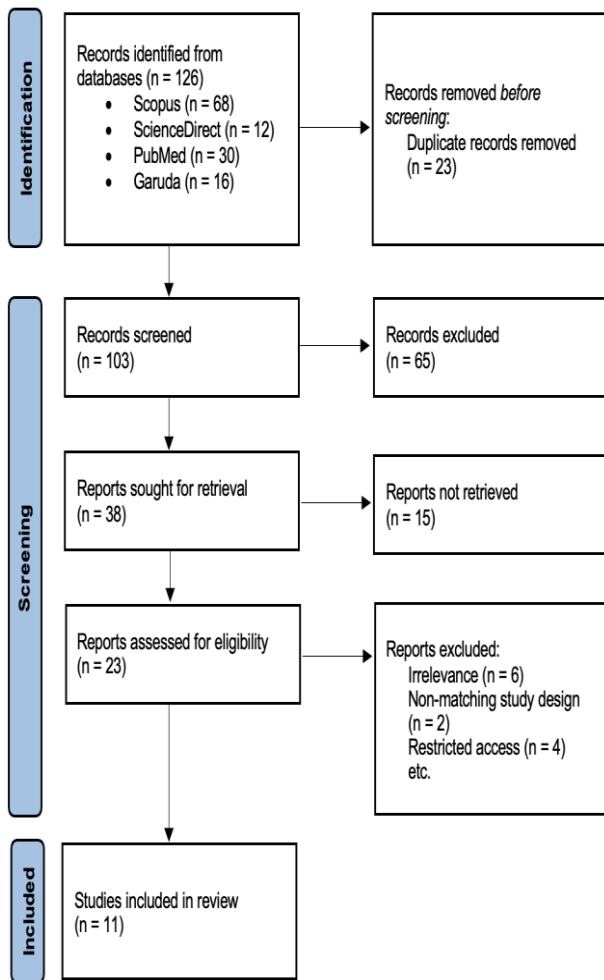 Identification
Records identified from
databases (n = 126)
• Scopus (n = 68)
• ScienceDirect (n = 12)
• PubMed (n = 30)
• Garuda (n = 16)
Records removed before
screening:
Duplicate records removed
(n = 23)
Screening
Records screened
(n = 103)
Records excluded
(n = 65)
Reports sought for retrieval
(n = 38)
Reports not retrieved
(n = 15)
Reports assessed for eligibility
(n = 23)
Reports excluded:
Irrelevance (n = 6)
Non-matching study design
(n = 2)
Restricted access (n = 4)
etc.
Included
Studies included in review
(n = 11)